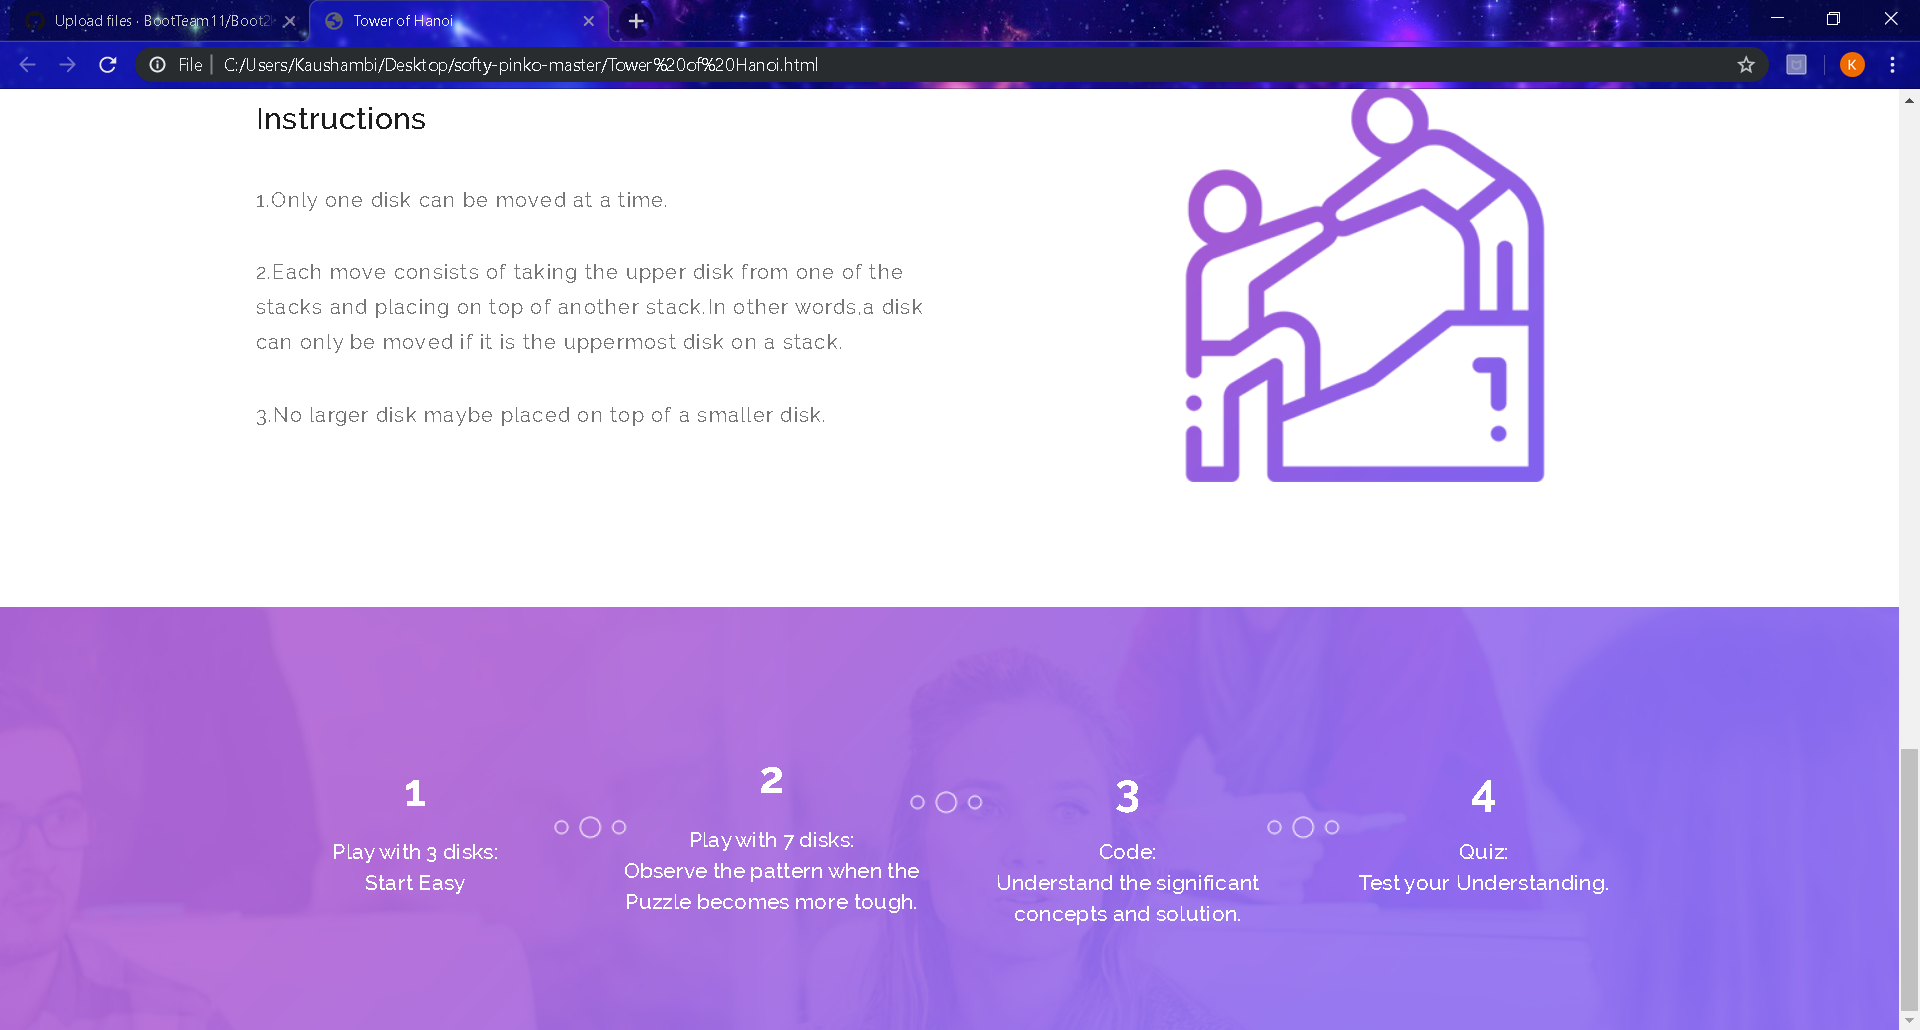 Upload files · BootTeam11/Boot2
Tower of Hanoi
File
C:/Users/Kaushambi/Desktop/softy-pinko-master/Tower%20of%20Hanoi.html
K
Instructions
1.Only one disk can be moved at a time.
2.Each move consists of taking the upper disk from one of the
stacks and placing on top of another stack.In other words,a disk
can only be moved if it is the uppermost disk on a stack.
3.No larger disk maybe placed on top of a smaller disk.
1
Play with 3 disks:
Start Easy
2
Play with 7 disks:
Observe the pattern when the
Puzzle becomes more tough.
3
Code:
Understand the significant
concepts and solution.
4
Quiz:
Test your Understanding.